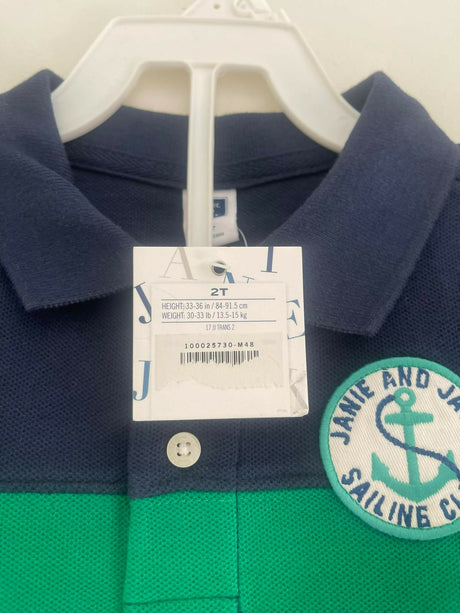 2T
HEIGHT: 33-36 in / 84-91.5 cm
WEIGHT: 30-33 lb / 13.5-15 kg
17 JJ TRANS 2
100025730-M48
JANIE AND JA
SAILING CL